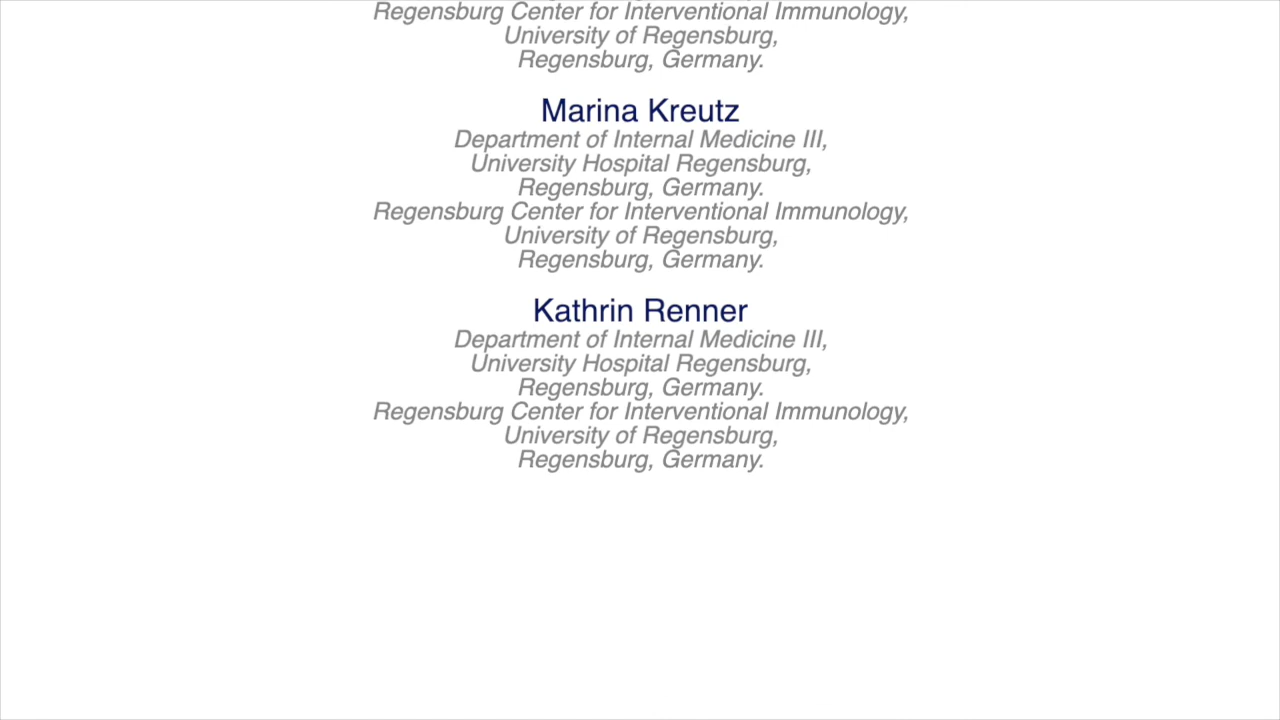 Regensburg Center for Interventional Immunology,
University of Regensburg,
Regensburg, Germany.
Marina Kreutz
Department of Internal Medicine III,
University Hospital Regensburg,
Regensburg, Germany.
Regensburg Center for Interventional Immunology,
University of Regensburg,
Regensburg, Germany.
Kathrin Renner
Department of Internal Medicine III,
University Hospital Regensburg,
Regensburg, Germany.
Regensburg Center for Interventional Immunology,
University of Regensburg,
Regensburg, Germany.